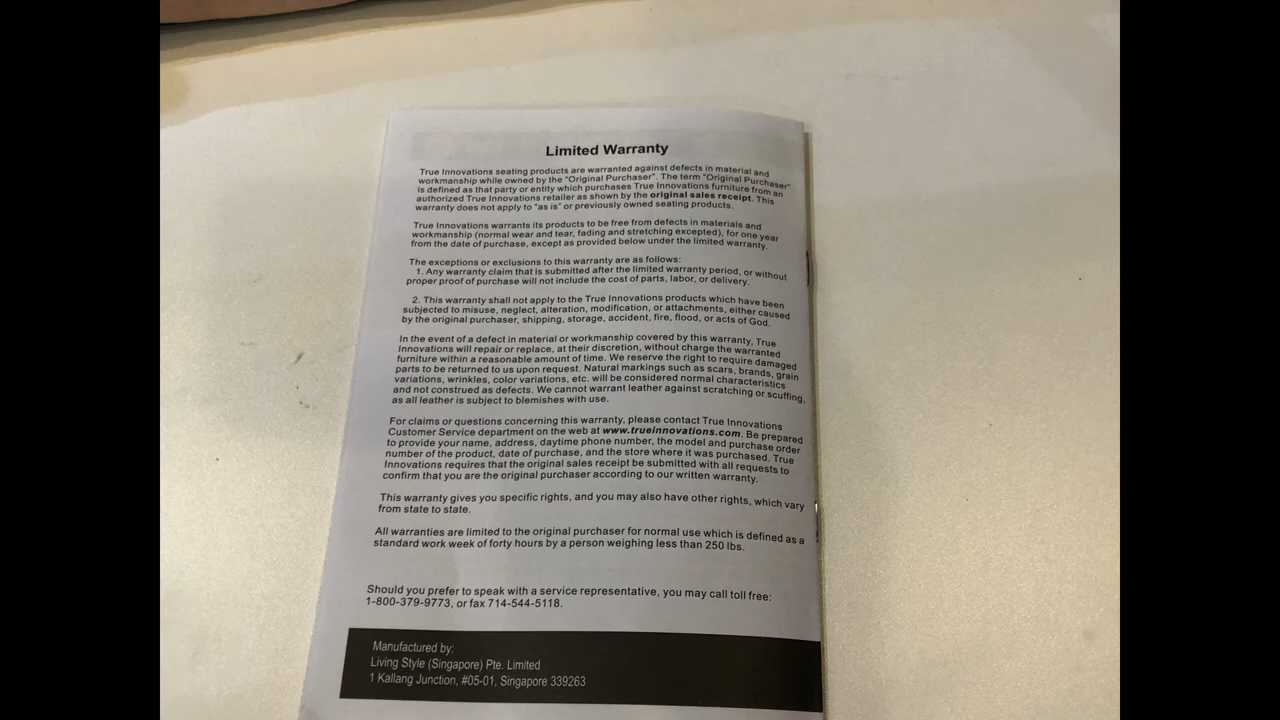 Limited Warranty
True Innovations seating products are warranted against defects in material and
workmanship while owned by the "Original Purchaser". The term "Original Purchaser"
is defined as that party or entity which purchases True Innovations furniture from an
authorized True Innovations retailer as shown by the original sales receipt. This
warranty does not apply to "as is" or previously owned seating products.
True Innovations warrants its products to be free from defects in materials and
workmanship (normal wear and tear, fading and stretching excepted), for one year
from the date of purchase, except as provided below under the limited warranty.
The exceptions or exclusions to this warranty are as follows:
1. Any warranty claim that is submitted after the limited warranty period, or without
proper proof of purchase will not include the cost of parts, labor, or delivery.
2. This warranty shall not apply to the True Innovations products which have been
subjected to misuse, neglect, alteration, modification, or attachments, either caused
by the original purchaser, shipping, storage, accident, fire, flood, or acts of God.
In the event of a defect in material or workmanship covered by this warranty, True
Innovations will repair or replace, at their discretion, without charge the warranted
furniture within a reasonable amount of time. We reserve the right to require damaged
parts to be returned to us upon request. Natural markings such as scars, brands, grain
variations, wrinkles, color variations, etc. will be considered normal characteristics
and not construed as defects. We cannot warrant leather against scratching or scuffing,
as all leather is subject to blemishes with use.
For claims or questions concerning this warranty, please contact True Innovations
Customer Service department on the web at www.trueinnovations.com. Be prepared
to provide your name, address, daytime phone number, the model and purchase order
number of the product, date of purchase, and the store where it was purchased. True
Innovations requires that the original sales receipt be submitted with all requests to
confirm that you are the original purchaser according to our written warranty.
This warranty gives you specific rights, and you may also have other rights, which vary
from state to state.
All warranties are limited to the original purchaser for normal use which is defined as a
standard work week of forty hours by a person weighing less than 250 lbs.
Should you prefer to speak with a service representative, you may call toll free:
1-800-379-9773, or fax 714-544-5118.
Manufactured by:
Living Style (Singapore) Pte. Limited
1 Kallang Junction, #05-01, Singapore 339263